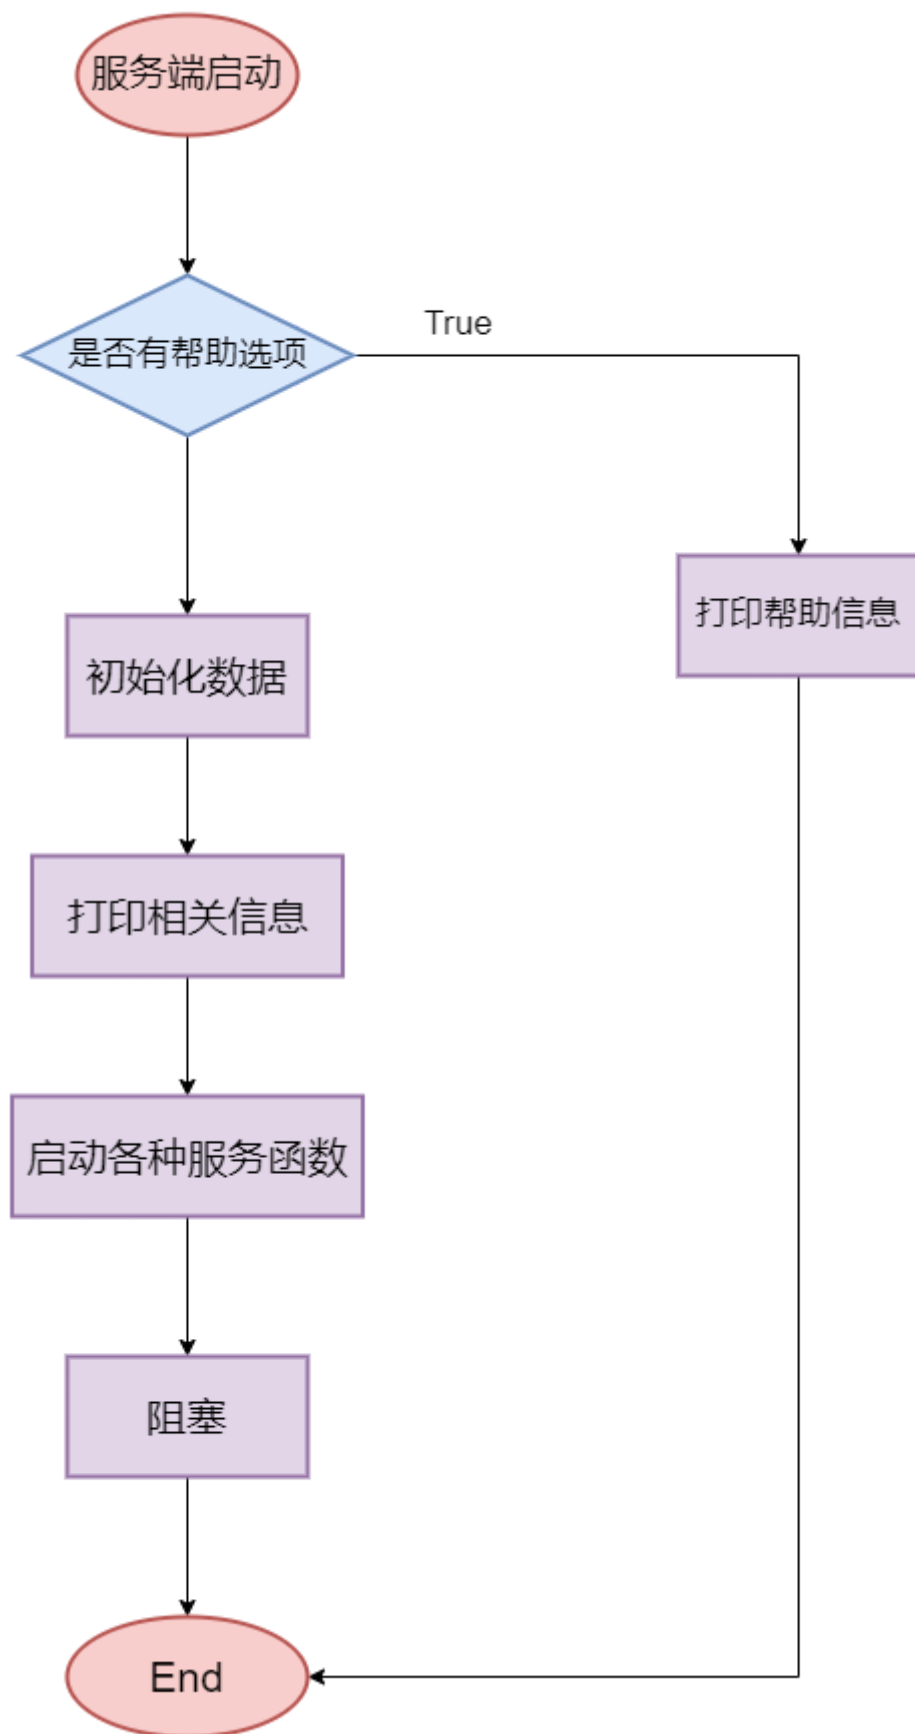 服务端启动
是否有帮助选项
True
打印帮助信息
初始化数据
打印相关信息
启动各种服务函数
阻塞
End